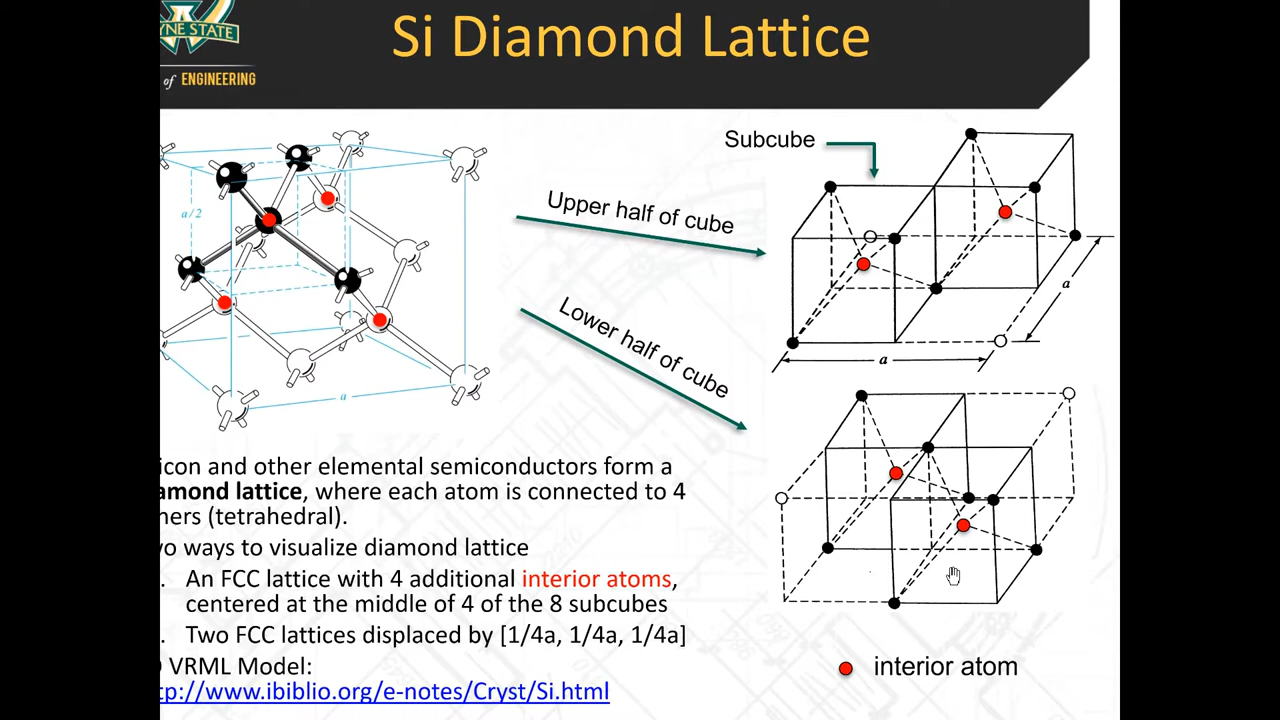 YNE STATE
of ENGINEERING
Si Diamond Lattice
Subcube
a/2
Upper half of cube
a
a
Lower half of cube
a
icon and other elemental semiconductors form a
amond lattice, where each atom is connected to 4
hers (tetrahedral).
wo ways to visualize diamond lattice
. An FCC lattice with 4 additional interior atoms,
centered at the middle of 4 of the 8 subcubes
. Two FCC lattices displaced by [1/4a, 1/4a, 1/4a]
D VRML Model:
tp://www.ibiblio.org/e-notes/Cryst/Si.html
interior atom